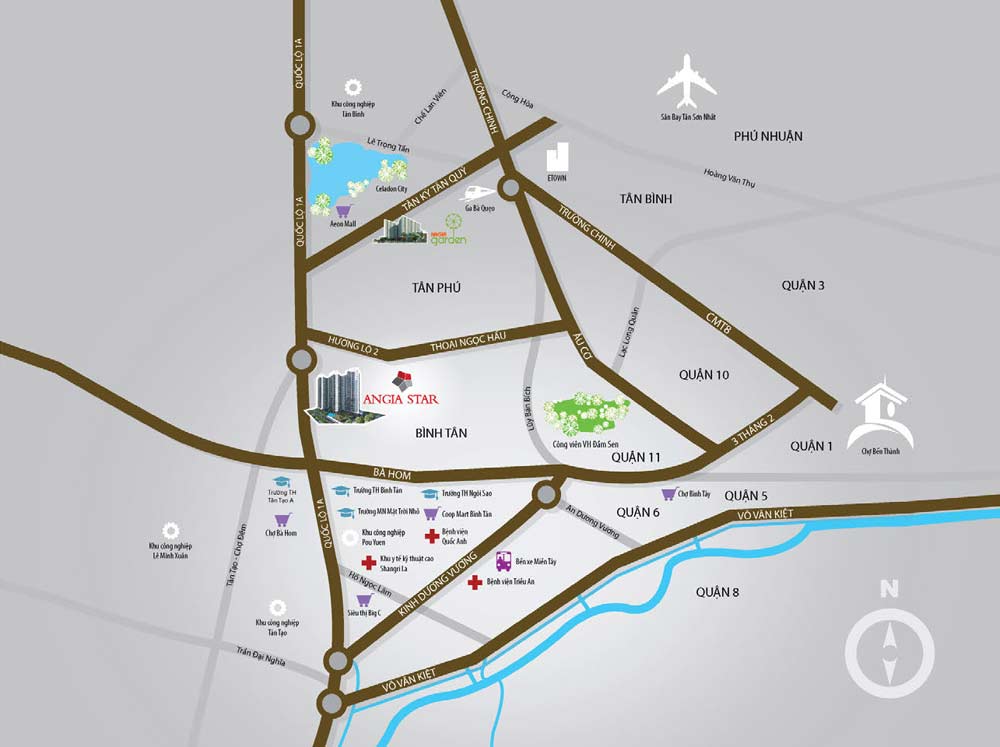 QUỐC LỘ 1A
TRƯỜNG CHINH
Khu công nghiệp
Tân Bình
Chế Lan Viên
Cộng Hòa
Sân Bay Tân Sơn Nhất
PHÚ NHUẬN
Lê Trọng Tấn
ETOWN
Hoàng Văn Thụ
Celadon City
TÂN KỲ TÂN QUÝ
Ga Bà Quẹo
TÂN BÌNH
QUỐC LỘ 1A
Aeon Mall
TRƯỜNG CHINH
garden
TÂN PHÚ
QUẬN 3
CMT8
Lạc Long Quân
HƯƠNG LỘ 2
THOẠI NGỌC HẦU
ÂU CƠ
QUẬN 10
ANGIA STAR
Lũy Bán Bích
BÌNH TÂN
Công viên VH Đầm Sen
QUẬN 11
3 THÁNG 2
QUẬN 1
Chợ Bến Thành
BÀ HOM
Trường TH
Tân Tạo A
Trường TH Bình Tân
Trường TH Ngôi Sao
Chợ Bình Tây
QUẬN 5
Trường MN Mặt Trời Nhỏ
Coop Mart Bình Tân
QUẬN 6
VÕ VĂN KIỆT
QUỐC LỘ 1A
Chợ Bà Hom
Khu công nghiệp
Pou Yuen
Bệnh viện
Quốc Anh
An Dương Vương
Khu công nghiệp
Lê Minh Xuân
Tân Tạo - Chợ Đệm
Khu y tế kỹ thuật cao
Shangri La
Bến xe Miền Tây
Hồ Ngọc Lãm
KINH DƯƠNG VƯƠNG
Bệnh viện Triều An
QUẬN 8
N
Siêu thị Big C
Khu công nghiệp
Tân Tạo
Trần Đại Nghĩa
VÕ VĂN KIỆT